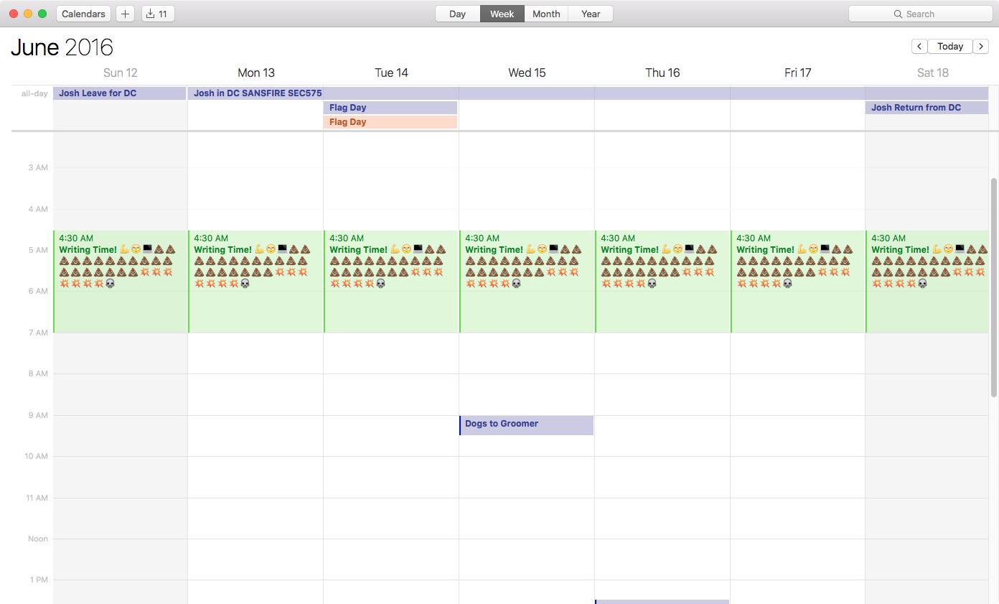 Calendars + 11 Day Week Month Year Search
June 2016
Today
Sun 12 Mon 13 Tue 14 Wed 15 Thu 16 Fri 17 Sat 18
all-day Josh Leave for DC Josh in DC SANSFIRE SEC575
Flag Day Josh Return from DC
Flag Day
3 AM
4 AM
4:30 AM 4:30 AM 4:30 AM 4:30 AM 4:30 AM 4:30 AM 4:30 AM
5 AM Writing Time! 💪😏💻💩💩 Writing Time! 💪😏💻💩💩 Writing Time! 💪😏💻💩💩 Writing Time! 💪😏💻💩💩 Writing Time! 💪😏💻💩💩 Writing Time! 💪😏💻💩💩 Writing Time! 💪😏💻💩💩
6 AM
7 AM
8 AM
9 AM
Dogs to Groomer
10 AM
11 AM
Noon
1 PM